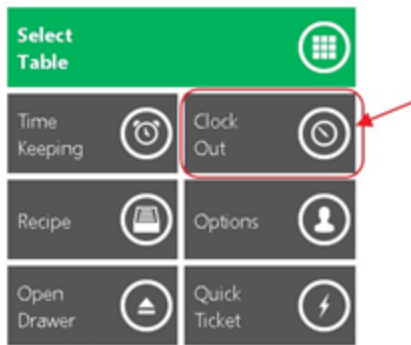 Select
Table
Time
Keeping
Clock
Out
Recipe
Options
Open
Drawer
Quick
Ticket